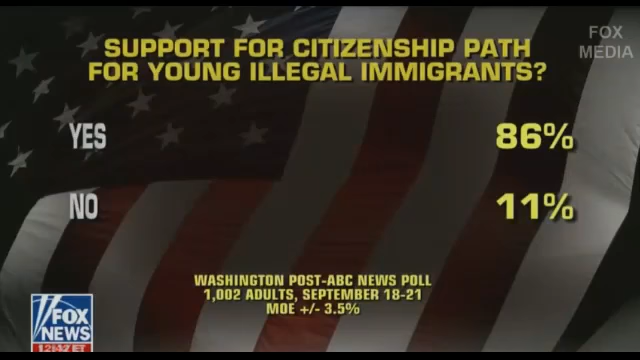 FOX
MEDIA
SUPPORT FOR CITIZENSHIP PATH
FOR YOUNG ILLEGAL IMMIGRANTS?
YES 86%
NO 11%
WASHINGTON POST-ABC NEWS POLL
1,002 ADULTS, SEPTEMBER 18-21
MOE +/- 3.5%
FOX
NEWS
ET